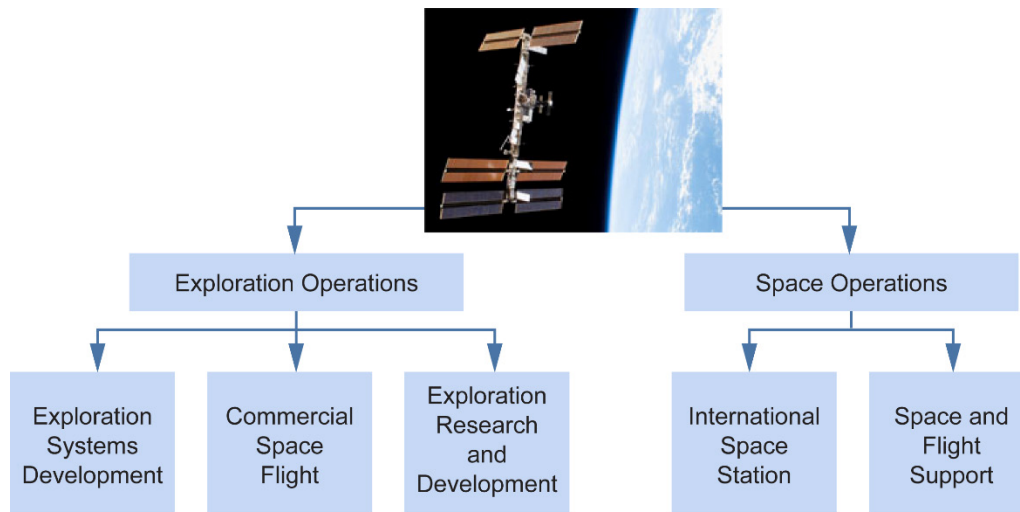 Exploration Operations
Space Operations
Exploration
Systems
Development
Commercial
Space
Flight
Exploration
Research
and
Development
International
Space
Station
Space and
Flight
Support